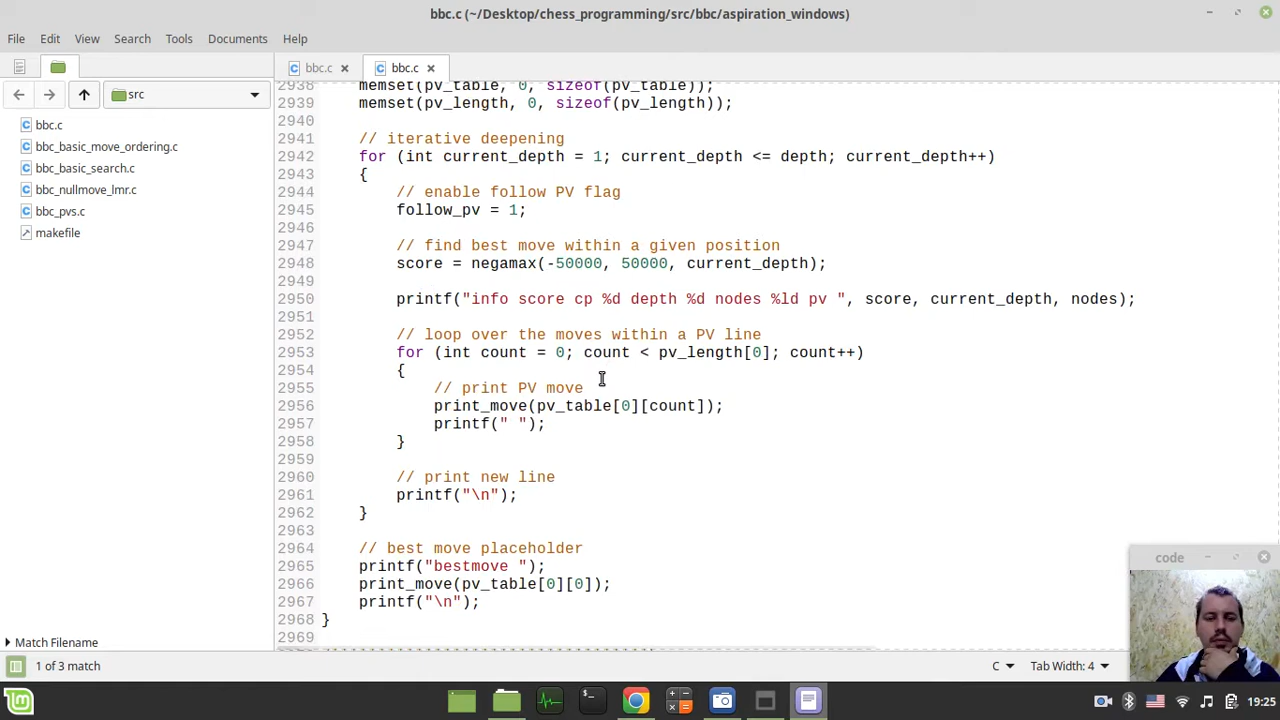 bbc.c (~/Desktop/chess_programming/src/bbc/aspiration_windows)
File Edit View Search Tools Documents Help
bbc.c bbc.c
src
bbc.c
bbc_basic_move_ordering.c
bbc_basic_search.c
bbc_nullmove_lmr.c
bbc_pvs.c
makefile
2938     memset(pv_table, 0, sizeof(pv_table));
2939     memset(pv_length, 0, sizeof(pv_length));
2940
2941     // iterative deepening
2942     for (int current_depth = 1; current_depth <= depth; current_depth++)
2943     {
2944         // enable follow PV flag
2945         follow_pv = 1;
2946
2947         // find best move within a given position
2948         score = negamax(-50000, 50000, current_depth);
2949
2950         printf("info score cp %d depth %d nodes %ld pv ", score, current_depth, nodes);
2951
2952         // loop over the moves within a PV line
2953         for (int count = 0; count < pv_length[0]; count++)
2954         {
2955             // print PV move
2956             print_move(pv_table[0][count]);
2957             printf(" ");
2958         }
2959
2960         // print new line
2961         printf("\n");
2962     }
2963
2964     // best move placeholder
2965     printf("bestmove ");
2966     print_move(pv_table[0][0]);
2967     printf("\n");
2968 }
2969
code
Match Filename
1 of 3 match
C Tab Width: 4
19:25